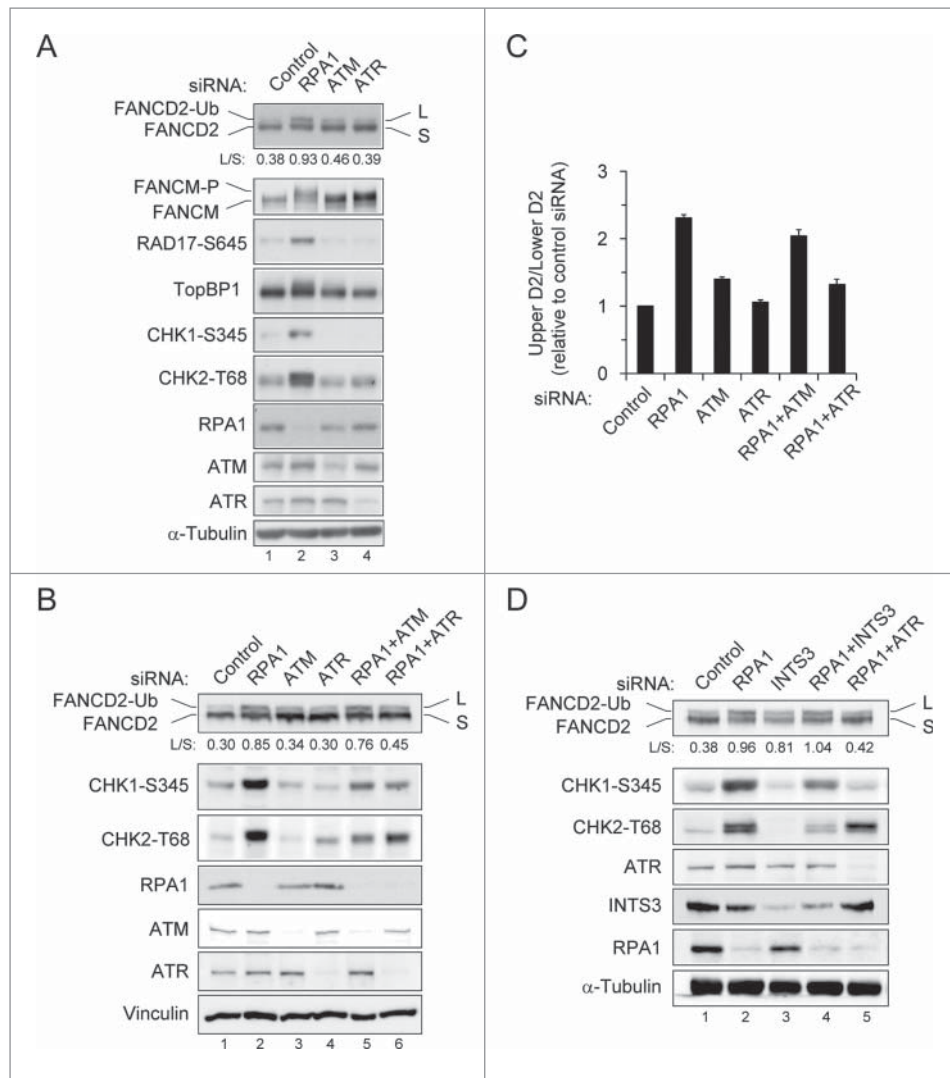 A
siRNA: Control RPA1 ATM ATR
FANCD2-Ub L
FANCD2 S
L/S: 0.38 0.93 0.46 0.39
FANCM-P
FANCM
RAD17-S645
TopBP1
CHK1-S345
CHK2-T68
RPA1
ATM
ATR
α-Tubulin
1 2 3 4
C
Upper D2/Lower D2
(relative to control siRNA)
3
2
1
0
siRNA: Control RPA1 ATM ATR RPA1+ATM RPA1+ATR
B
siRNA: Control RPA1 ATM ATR RPA1+ATM RPA1+ATR
FANCD2-Ub L
FANCD2 S
L/S: 0.30 0.85 0.34 0.30 0.76 0.45
CHK1-S345
CHK2-T68
RPA1
ATM
ATR
Vinculin
1 2 3 4 5 6
D
siRNA: Control RPA1 INTS3 RPA1+INTS3 RPA1+ATR
FANCD2-Ub L
FANCD2 S
L/S: 0.38 0.96 0.81 1.04 0.42
CHK1-S345
CHK2-T68
ATR
INTS3
RPA1
α-Tubulin
1 2 3 4 5